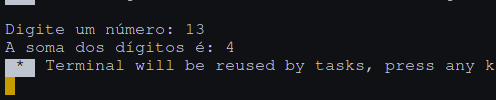 Digite um número: 13
A soma dos dígitos é: 4
* Terminal will be reused by tasks, press any k